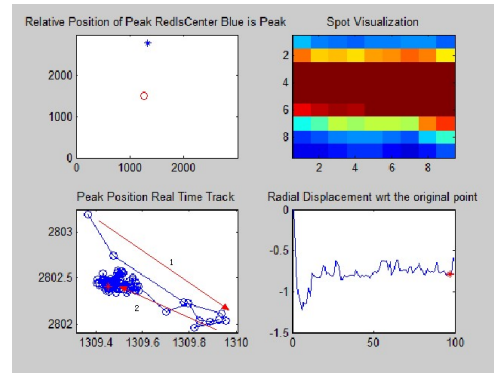 Relative Position of Peak RedIsCenter Blue is Peak
2000
1000
0
0 1000 2000
Spot Visualization
2
4
6
8
2 4 6 8
Peak Position Real Time Track
2803
2802.5
2802
1309.4 1309.6 1309.8 1310
1
2
Radial Displacement wrt the original point
0
-0.5
-1
-1.5
0 50 100